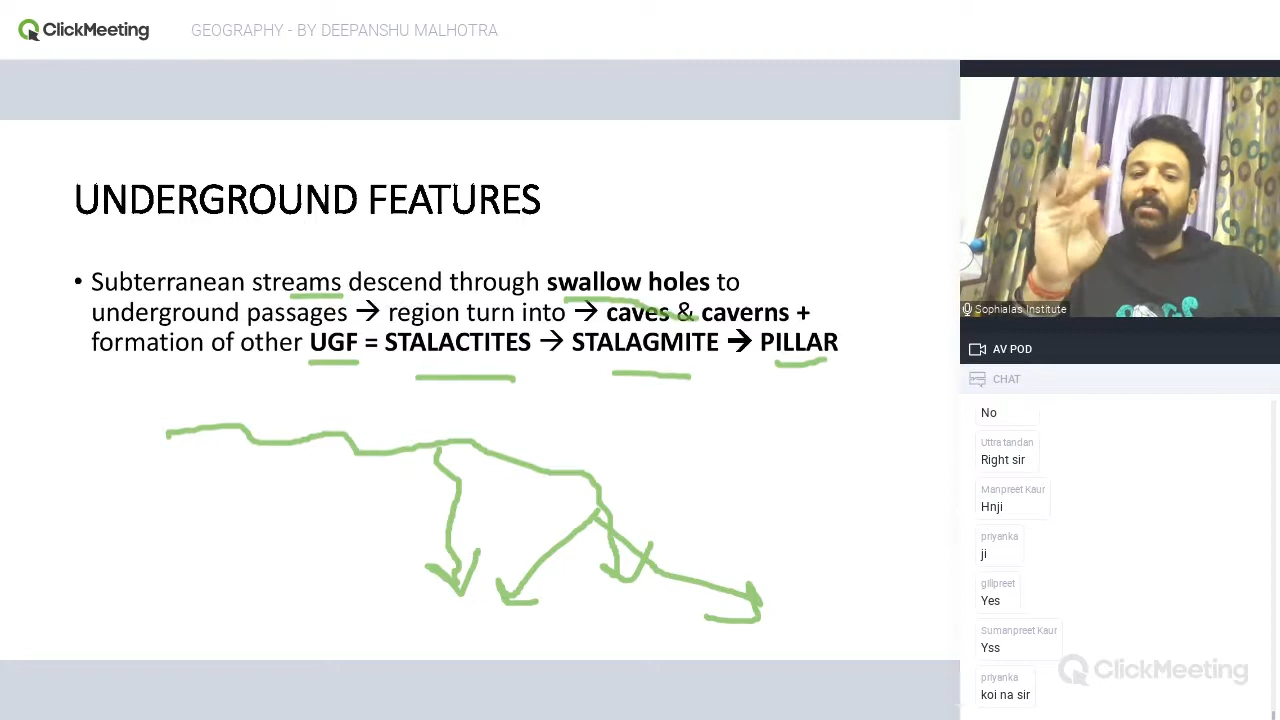 ClickMeeting
GEOGRAPHY - BY DEEPANSHU MALHOTRA
UNDERGROUND FEATURES
• Subterranean streams descend through swallow holes to
underground passages → region turn into → caves & caverns +
formation of other UGF = STALACTITES → STALAGMITE → PILLAR
Sophialas Institute
AV POD
CHAT
No
Uttra tandan
Right sir
Manpreet Kaur
Hnji
priyanka
ji
gillpreet
Yes
Sumanpreet Kaur
Yss
priyanka
koi na sir
ClickMeeting